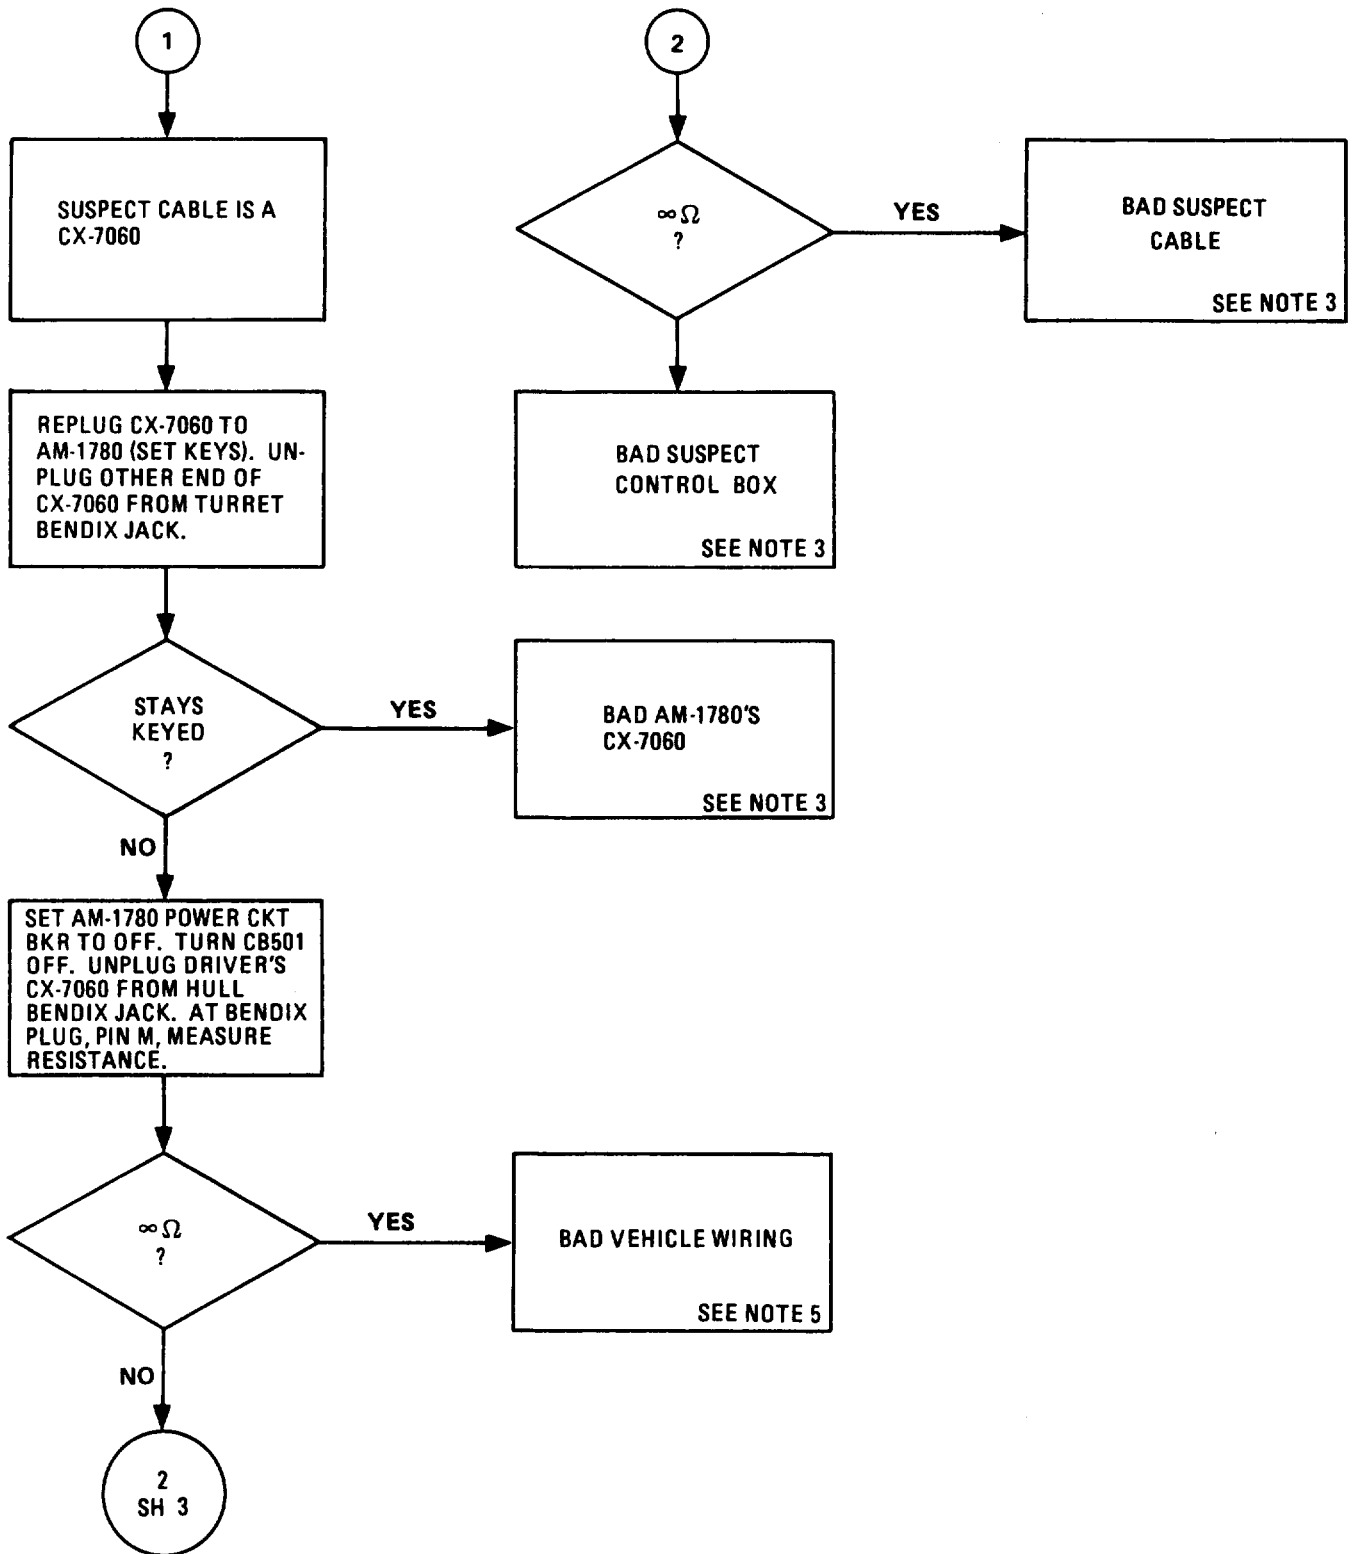 1
SUSPECT CABLE IS A
CX-7060
REPLUG CX-7060 TO
AM-1780 (SET KEYS). UN-
PLUG OTHER END OF
CX-7060 FROM TURRET
BENDIX JACK.
STAYS
KEYED
?
YES
BAD AM-1780'S
CX-7060
SEE NOTE 3
NO
SET AM-1780 POWER CKT
BKR TO OFF. TURN CB501
OFF. UNPLUG DRIVER'S
CX-7060 FROM HULL
BENDIX JACK. AT BENDIX
PLUG, PIN M, MEASURE
RESISTANCE.
∞ Ω
?
YES
BAD VEHICLE WIRING
SEE NOTE 5
NO
2
SH 3
2
∞ Ω
?
YES
BAD SUSPECT
CABLE
SEE NOTE 3
BAD SUSPECT
CONTROL BOX
SEE NOTE 3